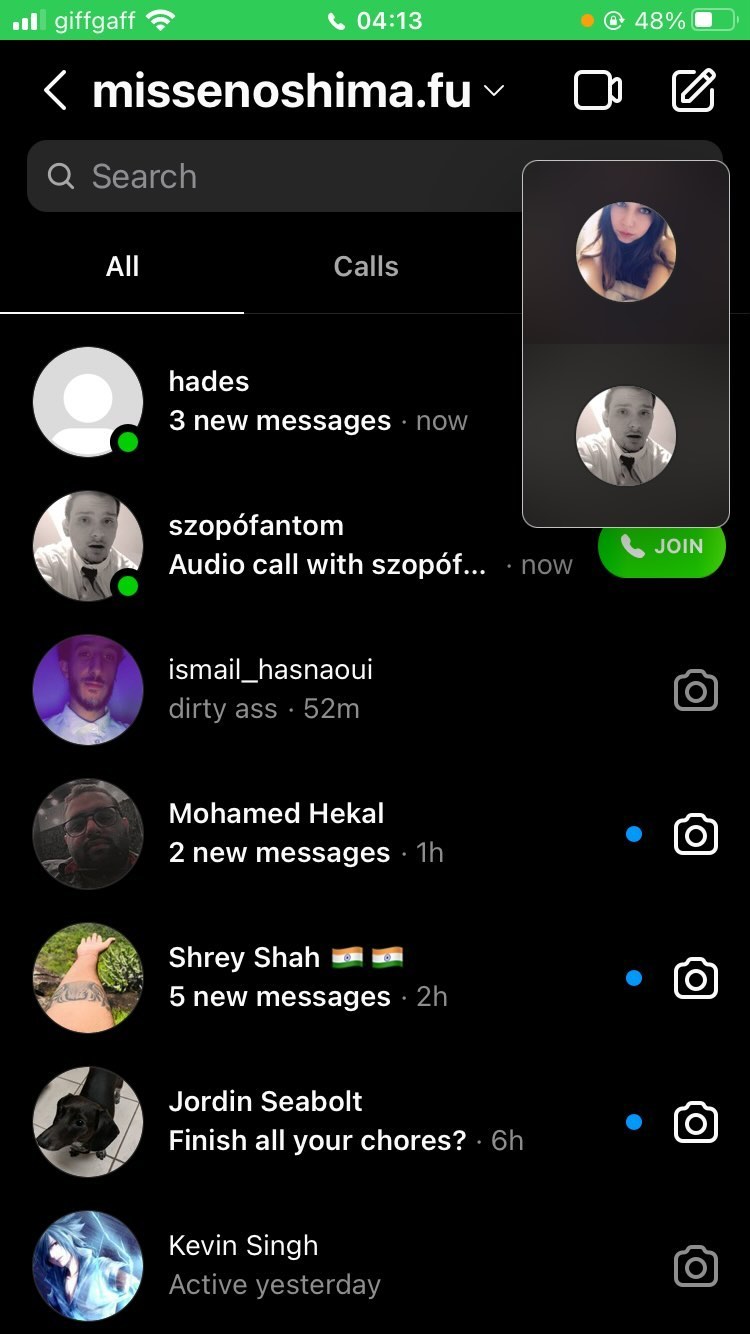 giffgaff 04:13 48%
missenoshima.fu
Search
All Calls
hades
3 new messages · now
szopófantom
Audio call with szopóf... · now
JOIN
ismail_hasnaoui
dirty ass · 52m
Mohamed Hekal
2 new messages · 1h
Shrey Shah 🇮🇳 🇮🇳
5 new messages · 2h
Jordin Seabolt
Finish all your chores? · 6h
Kevin Singh
Active yesterday